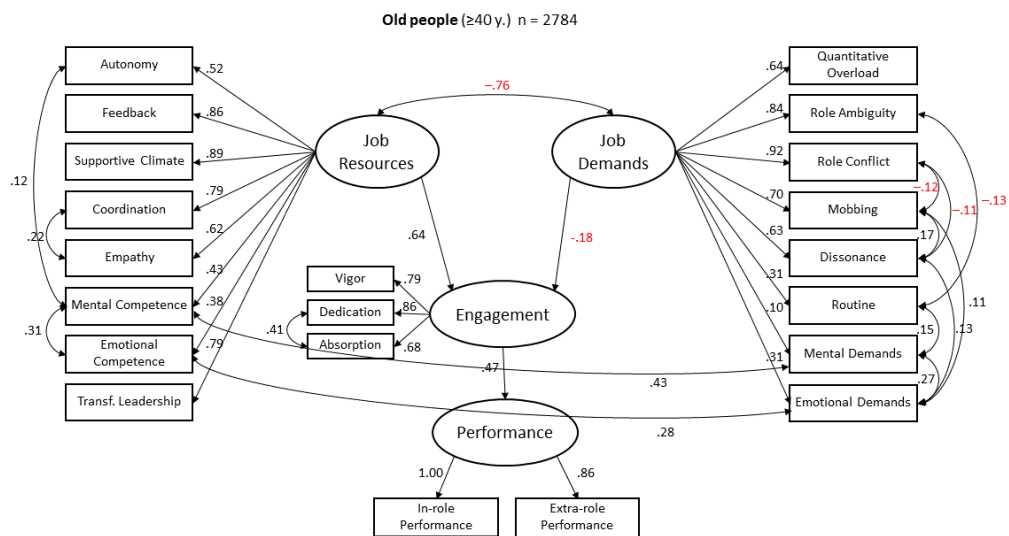 Old people (≥40 y.) n = 2784
–.76
Autonomy
Feedback
Supportive Climate
Coordination
Empathy
Mental Competence
Emotional
Competence
Transf. Leadership
.52
.86
.89
.79
.62
.43
.38
.79
.12
.22
.31
Job
Resources
Job
Demands
.64
-.18
Vigor
Dedication
Absorption
.79
.86
.68
.41
Engagement
.47
.43
.28
Performance
1.00
.86
In-role
Performance
Extra-role
Performance
Quantitative
Overload
Role Ambiguity
Role Conflict
Mobbing
Dissonance
Routine
Mental Demands
Emotional Demands
.64
.84
.92
.70
.63
.31
.10
.31
–.12
–.11
–.13
.17
.11
.13
.15
.27